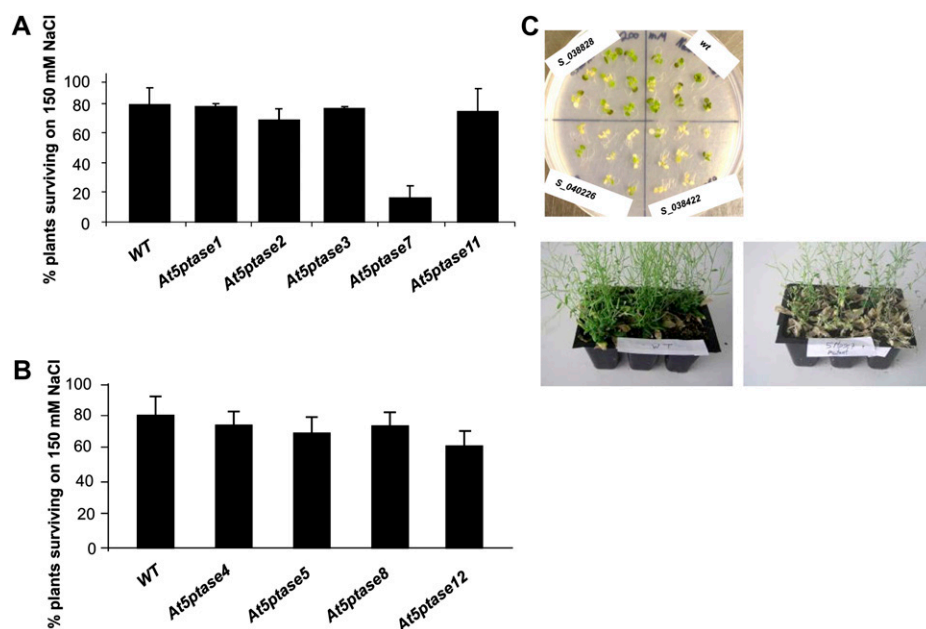 A
% plants surviving on 150 mM NaCl
100
80
60
40
20
0
WT
At5ptase1
At5ptase2
At5ptase3
At5ptase7
At5ptase11
B
% plants surviving on 150 mM NaCl
100
80
60
40
20
0
WT
At5ptase4
At5ptase5
At5ptase8
At5ptase12
C
S_038828
200 mM
wt
S_040226
S_038422